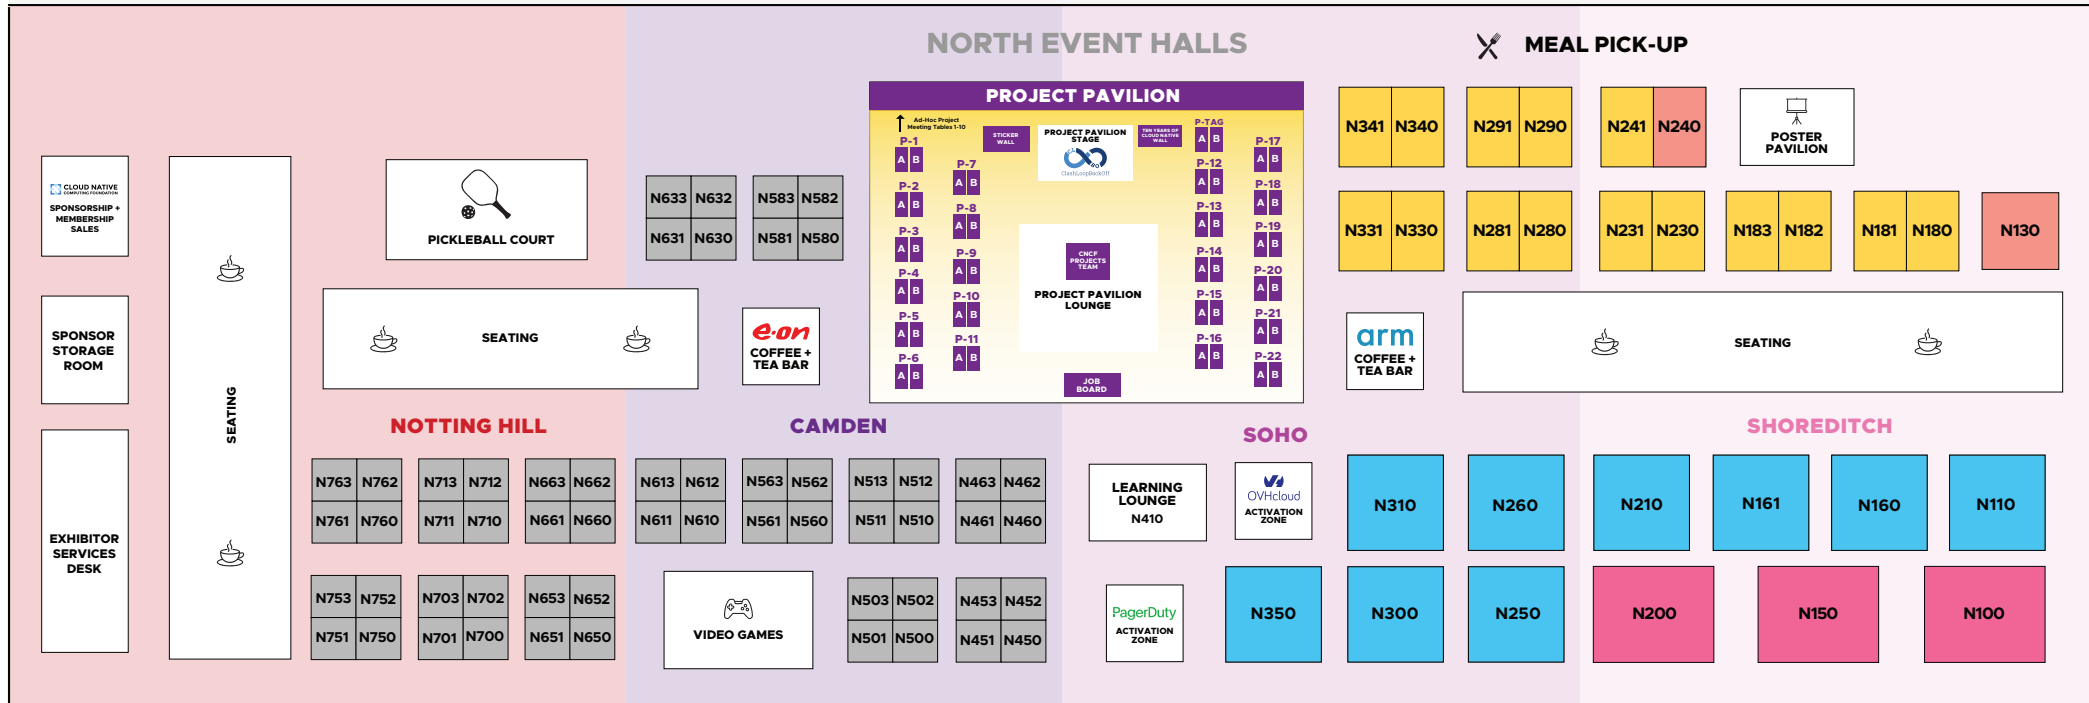 NORTH EVENT HALLS
MEAL PICK-UP
CLOUD NATIVE
COMPUTING FOUNDATION
SPONSORSHIP +
MEMBERSHIP
SALES
SPONSOR
STORAGE
ROOM
EXHIBITOR
SERVICES
DESK
SEATING
PICKLEBALL COURT
SEATING
N633 N632
N631 N630
N583 N582
N581 N580
e·on
COFFEE +
TEA BAR
PROJECT PAVILION
Ad-Hoc Project
Meeting Tables 1-10
STICKER
WALL
PROJECT PAVILION
STAGE
ClashLoopBackOff
TEN YEARS OF
CLOUD NATIVE
WALL
P-1
A B
P-2
A B
P-3
A B
P-4
A B
P-5
A B
P-6
A B
P-7
A B
P-8
A B
P-9
A B
P-10
A B
P-11
A B
CNCF
PROJECTS
TEAM
PROJECT PAVILION
LOUNGE
JOB
BOARD
P-TAG
A B
P-12
A B
P-13
A B
P-14
A B
P-15
A B
P-16
A B
P-17
A B
P-18
A B
P-19
A B
P-20
A B
P-21
A B
P-22
A B
N341 N340
N291 N290
N241 N240
POSTER
PAVILION
N331 N330
N281 N280
N231 N230
N183 N182
N181 N180
N130
arm
COFFEE +
TEA BAR
SEATING
NOTTING HILL
CAMDEN
SOHO
SHOREDITCH
N763 N762
N761 N760
N713 N712
N711 N710
N663 N662
N661 N660
N613 N612
N611 N610
N563 N562
N561 N560
N513 N512
N511 N510
N463 N462
N461 N460
LEARNING
LOUNGE
N410
OVHcloud
ACTIVATION
ZONE
N310
N260
N210
N161
N160
N110
N753 N752
N751 N750
N703 N702
N701 N700
N653 N652
N651 N650
VIDEO GAMES
N503 N502
N501 N500
N453 N452
N451 N450
PagerDuty
ACTIVATION
ZONE
N350
N300
N250
N200
N150
N100